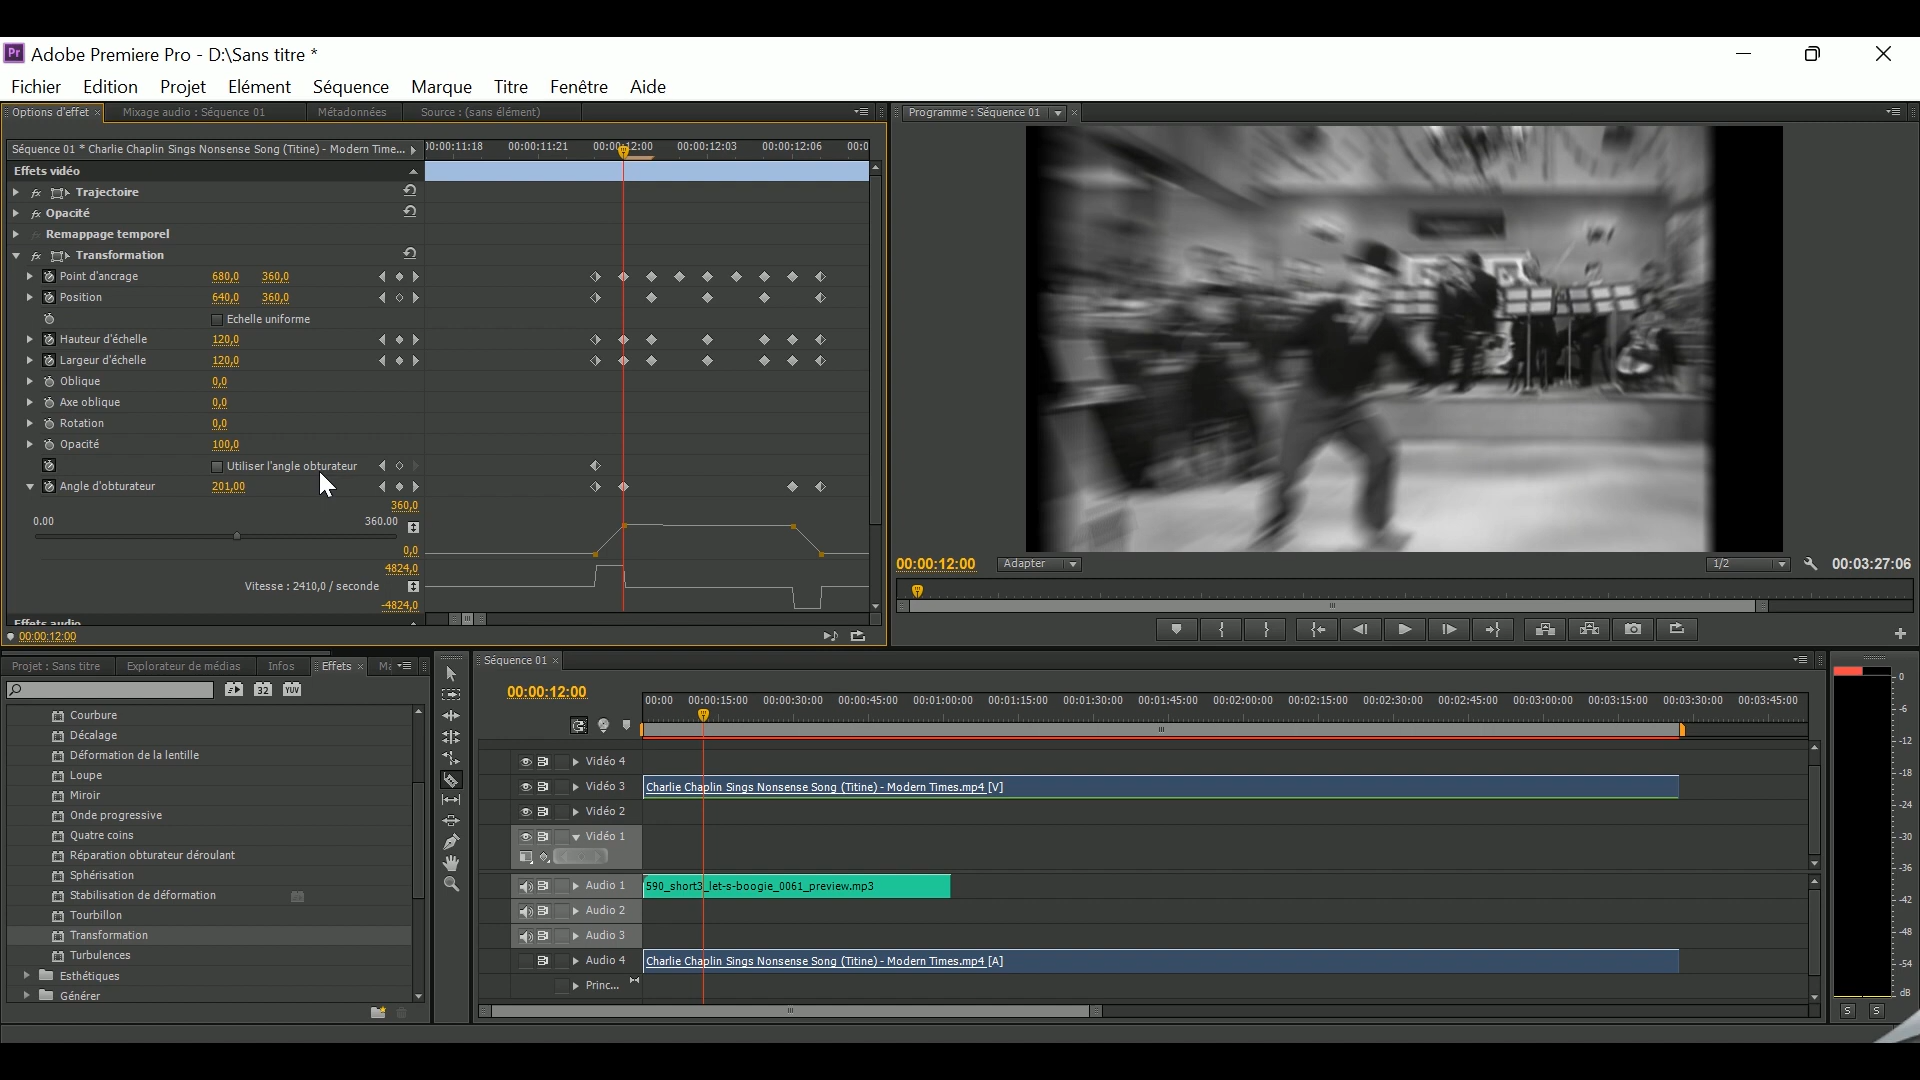 Pr Adobe Premiere Pro - D:\Sans titre *
Fichier Edition Projet Elément Séquence Marque Titre Fenêtre Aide
Options d'effet Mixage audio : Séquence 01 Métadonnées Source : (sans élément)
Programme : Séquence 01
Séquence 01 * Charlie Chaplin Sings Nonsense Song (Titine) - Modern Time...
00:00:11:18 00:00:11:21 00:00:12:00 00:00:12:03 00:00:12:06 00:0
Effets vidéo
fx Trajectoire
fx Opacité
Remappage temporel
fx Transformation
Point d'ancrage 680,0 360,0
Position 640,0 360,0
Echelle uniforme
Hauteur d'échelle 120,0
Largeur d'échelle 120,0
Oblique 0,0
Axe oblique 0,0
Rotation 0,0
Opacité 100,0
Utiliser l'angle obturateur
Angle d'obturateur 201,00
360,0
0.00 360.00
0,0
4824,0
Vitesse : 2410,0 / seconde
-4824,0
Effets audio
00:00:12:00
00:00:12:00 Adapter 1/2 00:03:27:06
Projet : Sans titre Explorateur de médias Infos Effets Ma
32 YUV
Courbure
Décalage
Déformation de la lentille
Loupe
Miroir
Onde progressive
Quatre coins
Réparation obturateur déroulant
Sphérisation
Stabilisation de déformation
Tourbillon
Transformation
Turbulences
Esthétiques
Générer
Séquence 01
00:00:12:00
00:00 00:00:15:00 00:00:30:00 00:00:45:00 00:01:00:00 00:01:15:00 00:01:30:00 00:01:45:00 00:02:00:00 00:02:15:00 00:02:30:00 00:02:45:00 00:03:00:00 00:03:15:00 00:03:30:00 00:03:45:00
Vidéo 4
Vidéo 3 Charlie Chaplin Sings Nonsense Song (Titine) - Modern Times.mp4 [V]
Vidéo 2
Vidéo 1
Audio 1 590_short3_let-s-boogie_0061_preview.mp3
Audio 2
Audio 3
Audio 4 Charlie Chaplin Sings Nonsense Song (Titine) - Modern Times.mp4 [A]
Princ...
0
-6
-12
-18
-24
-30
-36
-42
-48
-54
dB
S S